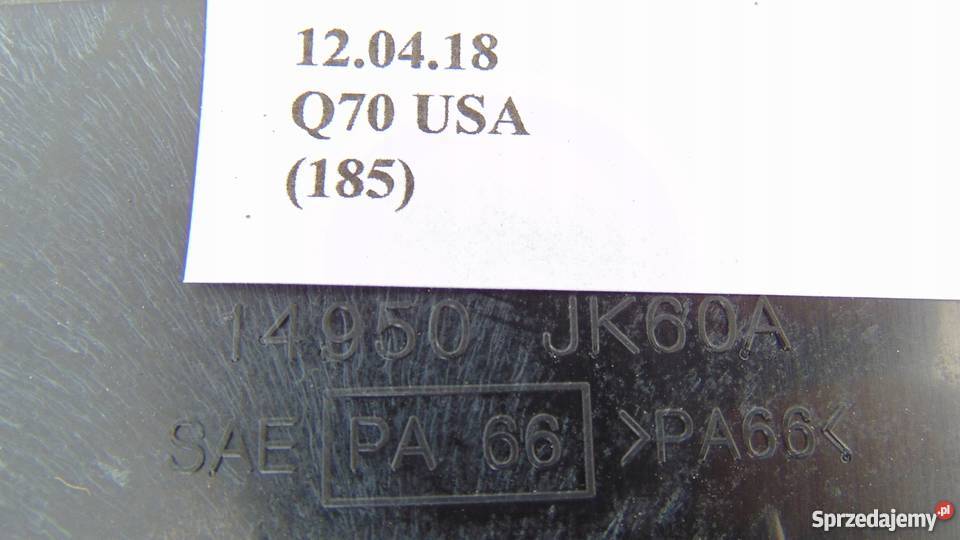 12.04.18
Q70 USA
(185)
14950 JK60A
SAE PA 66 >PA66<
Sprzedajemy.pl